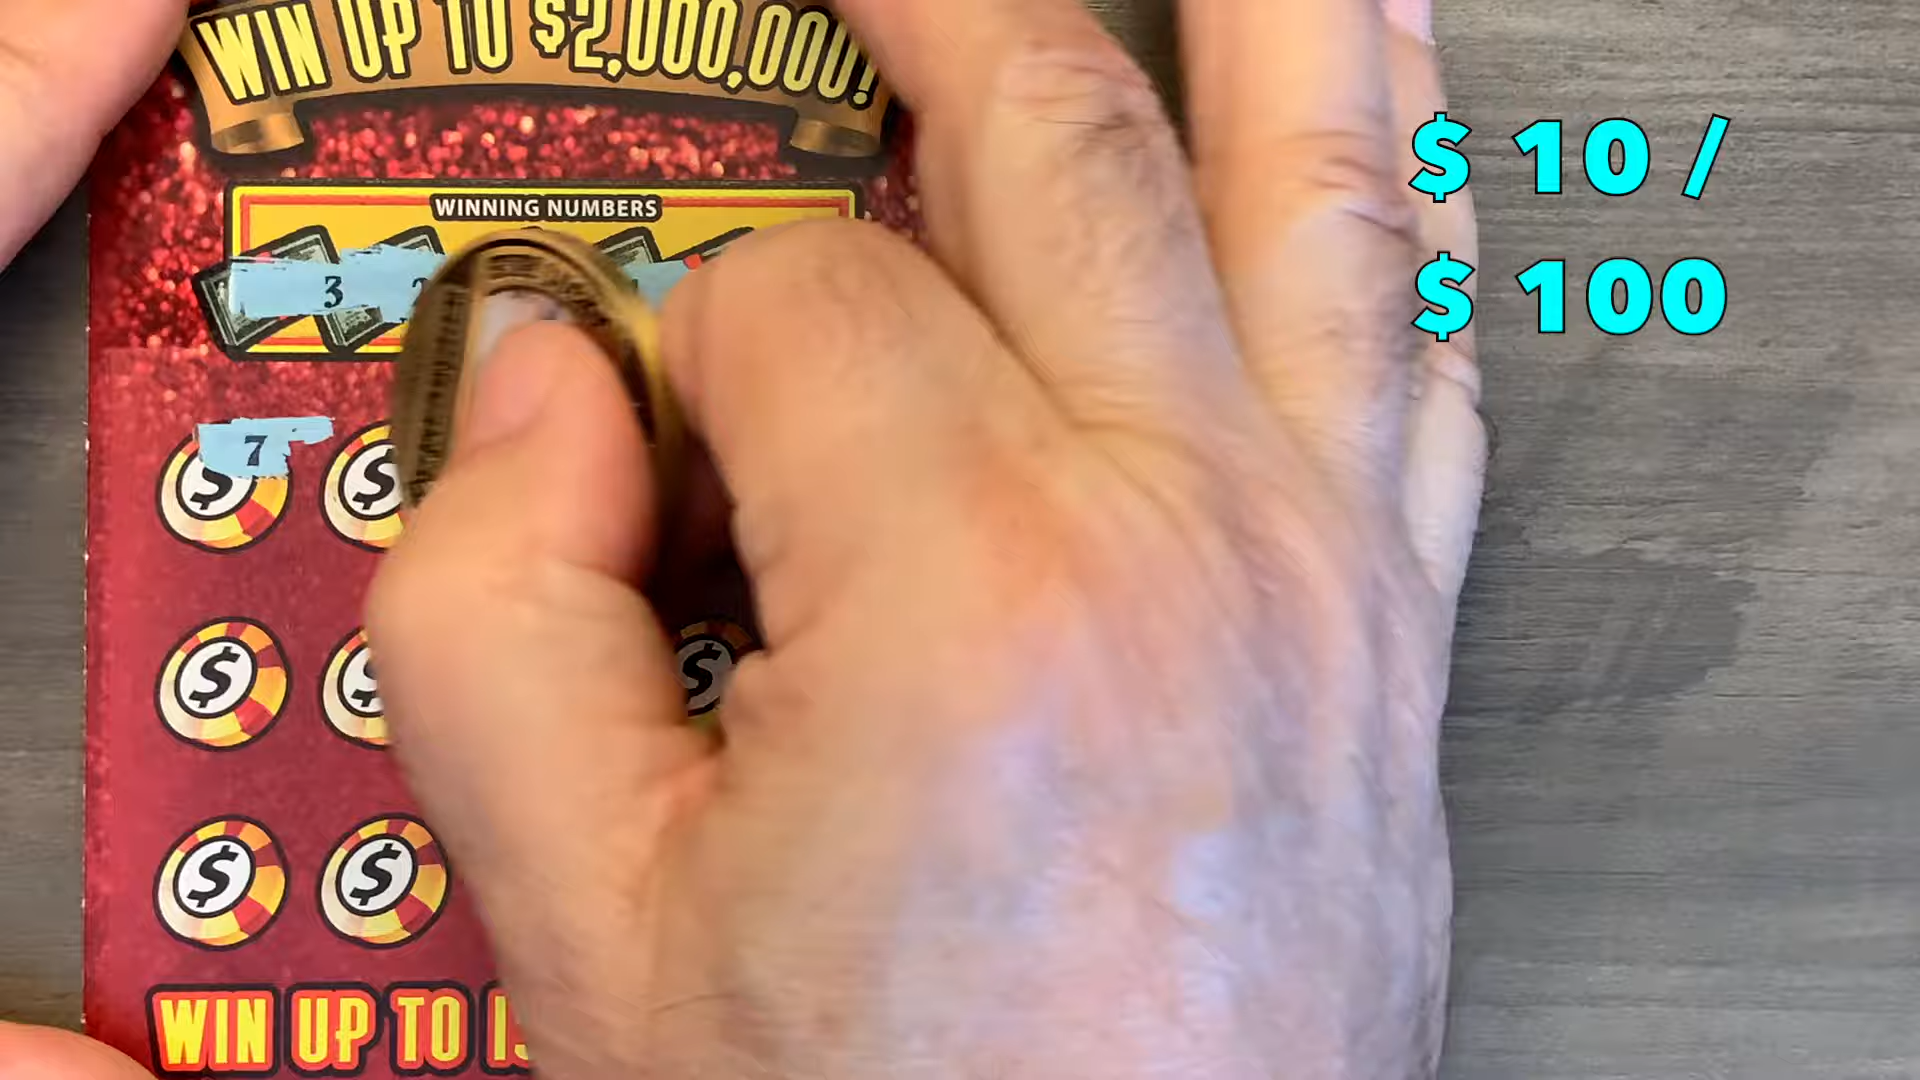 WIN UP TO $2,000,000!
WINNING NUMBERS
3
7
$ $
$ $ $
$ $
WIN UP TO
$ 10 /
$ 100